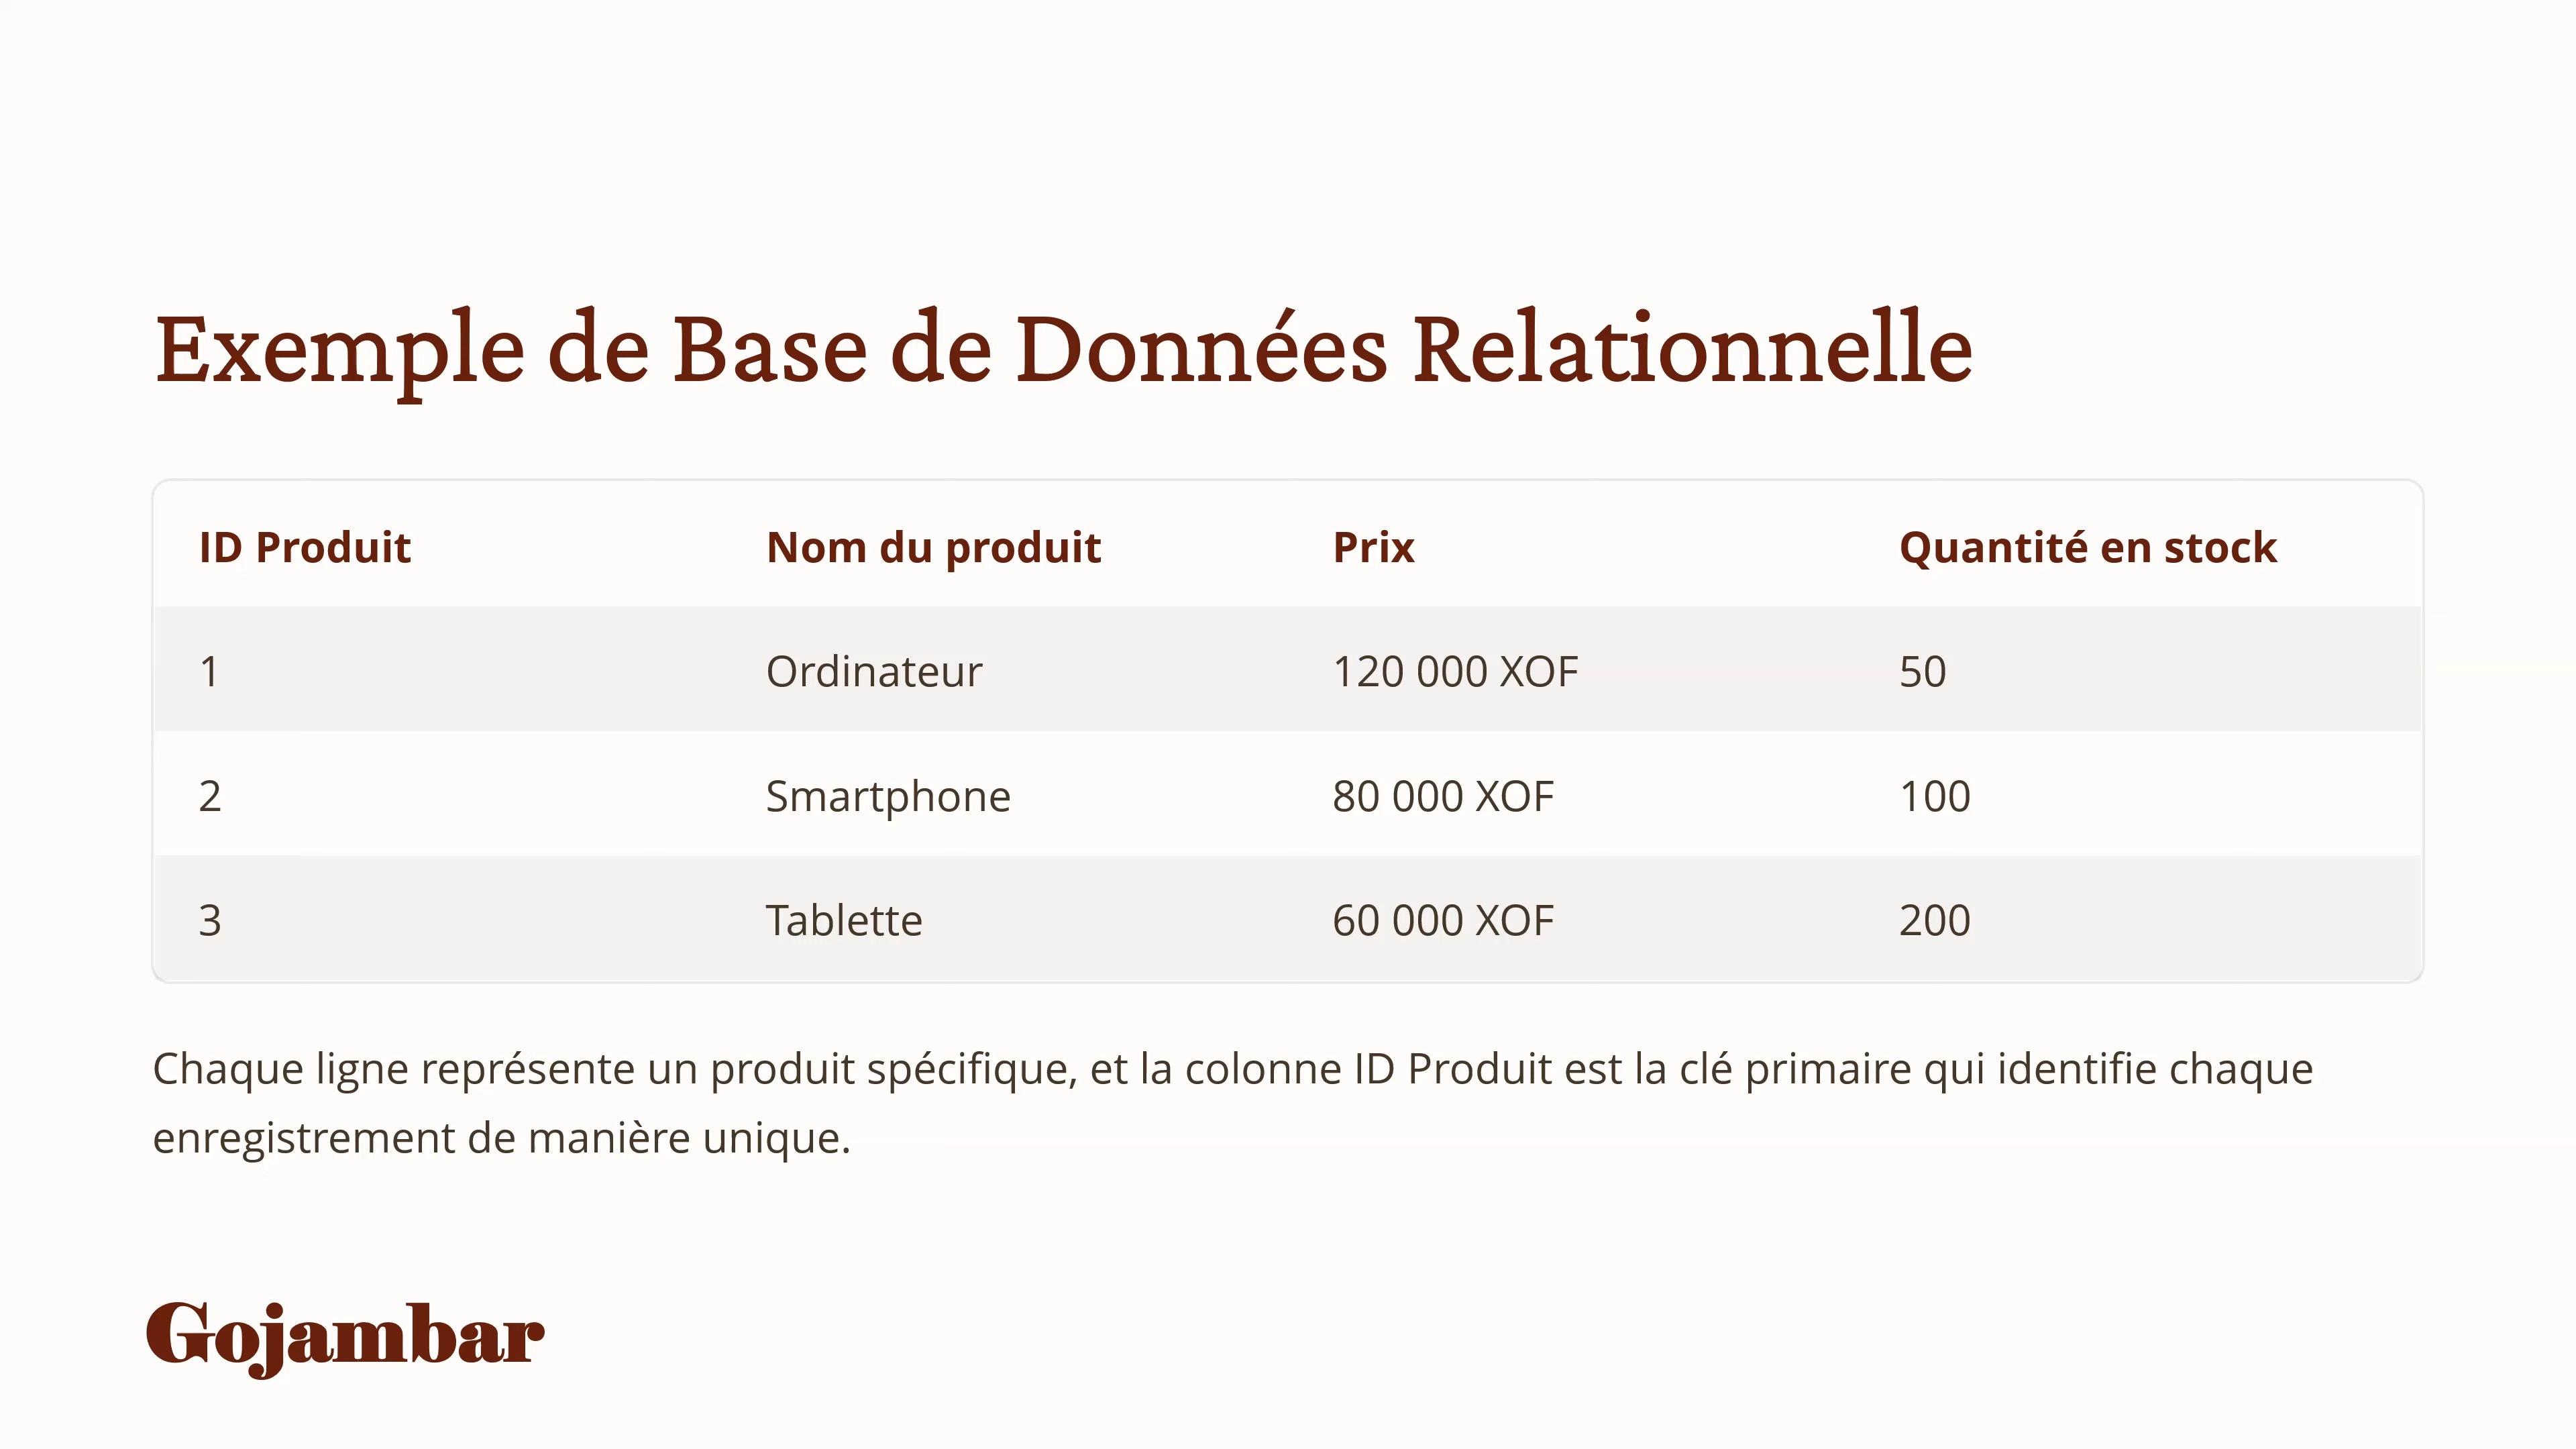 Exemple de Base de Données Relationnelle
ID Produit Nom du produit Prix Quantité en stock
1 Ordinateur 120 000 XOF 50
2 Smartphone 80 000 XOF 100
3 Tablette 60 000 XOF 200
Chaque ligne représente un produit spécifique, et la colonne ID Produit est la clé primaire qui identifie chaque
enregistrement de manière unique.
Gojambar